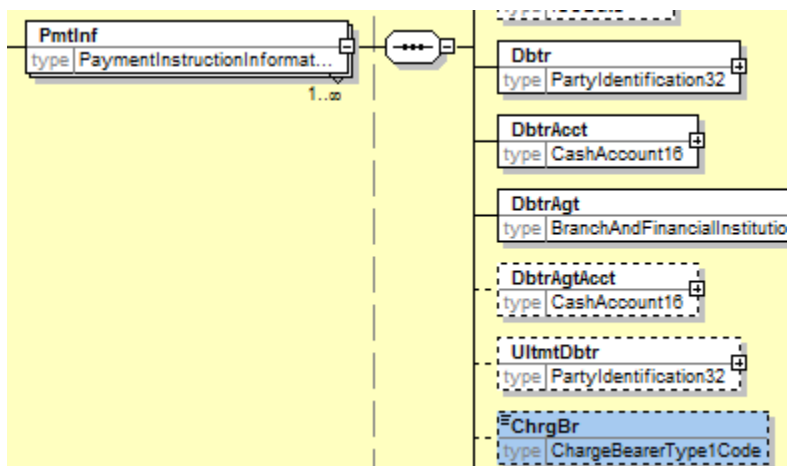 PmtInf
type PaymentInstructionInformat...
1..∞
Dbtr
type PartyIdentification32
DbtrAcct
type CashAccount16
DbtrAgt
type BranchAndFinancialInstitutio
DbtrAgtAcct
type CashAccount16
UltmtDbtr
type PartyIdentification32
ChrgBr
type ChargeBearerType1Code